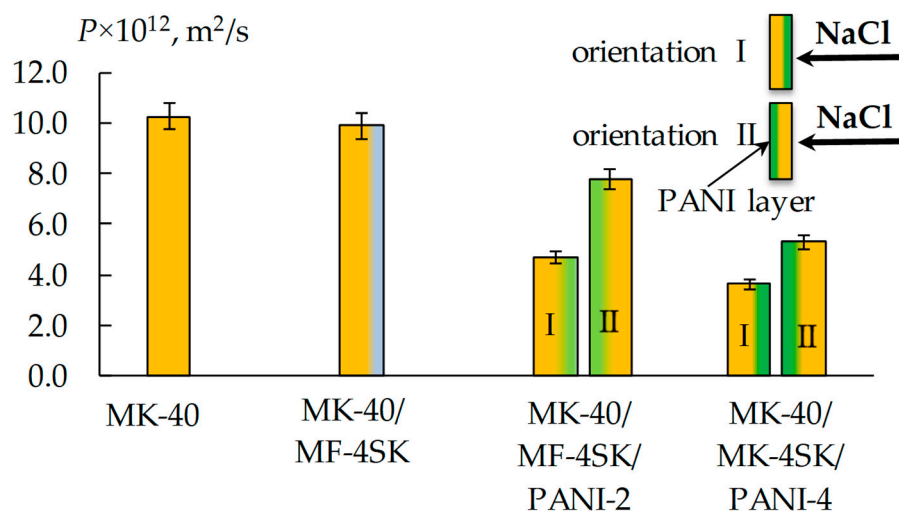 P×10¹², m²/s
12.0
10.0
8.0
6.0
4.0
2.0
0.0
orientation I
NaCl
orientation II
NaCl
PANI layer
I
II
I
II
MK-40
MK-40/
MF-4SK
MK-40/
MF-4SK/
PANI-2
MK-40/
MK-4SK/
PANI-4